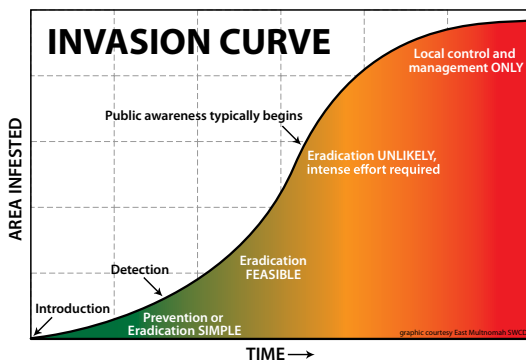 INVASION CURVE
Local control and
management ONLY
Public awareness typically begins
Eradication UNLIKELY,
intense effort required
AREA INFESTED
Eradication
FEASIBLE
Detection
Introduction
Prevention or
Eradication SIMPLE
graphic courtesy East Multnomah SWCD
TIME